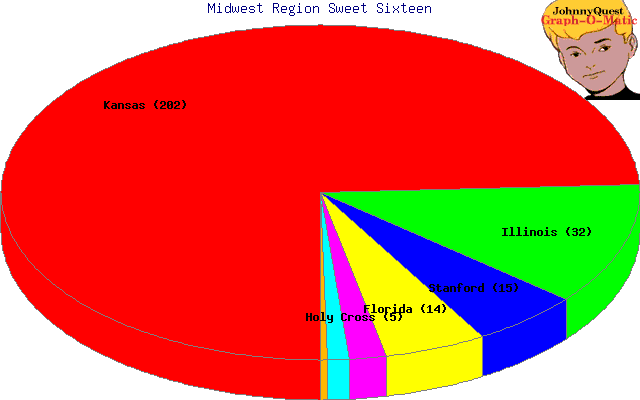 Midwest Region Sweet Sixteen
JohnnyQuest
Graph-O-Matic
Kansas (202)
Illinois (32)
Stanford (15)
Florida (14)
Holy Cross (5)